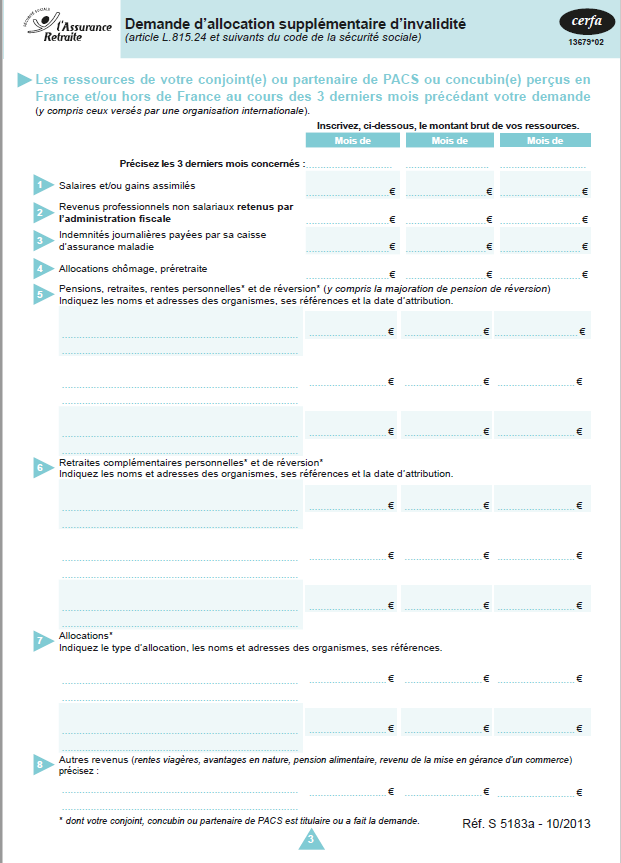 SÉCURITÉ SOCIALE
l'Assurance
Retraite
Demande d'allocation supplémentaire d'invalidité
(article L.815.24 et suivants du code de la sécurité sociale)
cerfa
13679*02
Les ressources de votre conjoint(e) ou partenaire de PACS ou concubin(e) perçus en
France et/ou hors de France au cours des 3 derniers mois précédant votre demande
(y compris ceux versés par une organisation internationale).
Inscrivez, ci-dessous, le montant brut de vos ressources.
Mois de Mois de Mois de
Précisez les 3 derniers mois concernés :
1 Salaires et/ou gains assimilés
€ € €
2 Revenus professionnels non salariaux retenus par
l'administration fiscale
€ € €
3 Indemnités journalières payées par sa caisse
d'assurance maladie
€ € €
4 Allocations chômage, préretraite
€ € €
5 Pensions, retraites, rentes personnelles* et de réversion* (y compris la majoration de pension de réversion)
Indiquez les noms et adresses des organismes, ses références et la date d'attribution.
€ € €
€ € €
€ € €
6 Retraites complémentaires personnelles* et de réversion*
Indiquez les noms et adresses des organismes, ses références et la date d'attribution.
€ € €
€ € €
€ € €
7 Allocations*
Indiquez le type d'allocation, les noms et adresses des organismes, ses références.
€ € €
€ € €
8 Autres revenus (rentes viagères, avantages en nature, pension alimentaire, revenu de la mise en gérance d'un commerce)
précisez :
€ € €
* dont votre conjoint, concubin ou partenaire de PACS est titulaire ou a fait la demande.
Réf. S 5183a - 10/2013
3